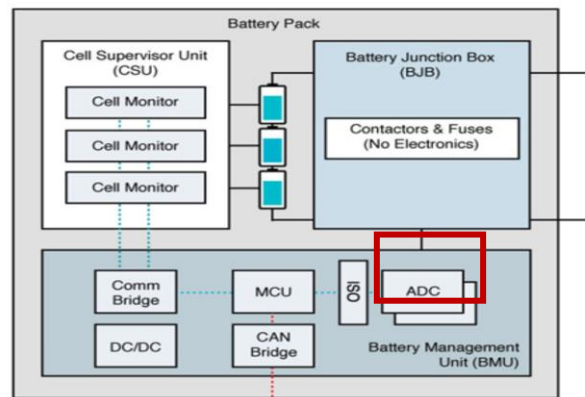 Battery Pack
Cell Supervisor Unit
(CSU)
Cell Monitor
Cell Monitor
Cell Monitor
Battery Junction Box
(BJB)
Contactors & Fuses
(No Electronics)
Comm
Bridge
MCU
ISO
ADC
DC/DC
CAN
Bridge
Battery Management
Unit (BMU)